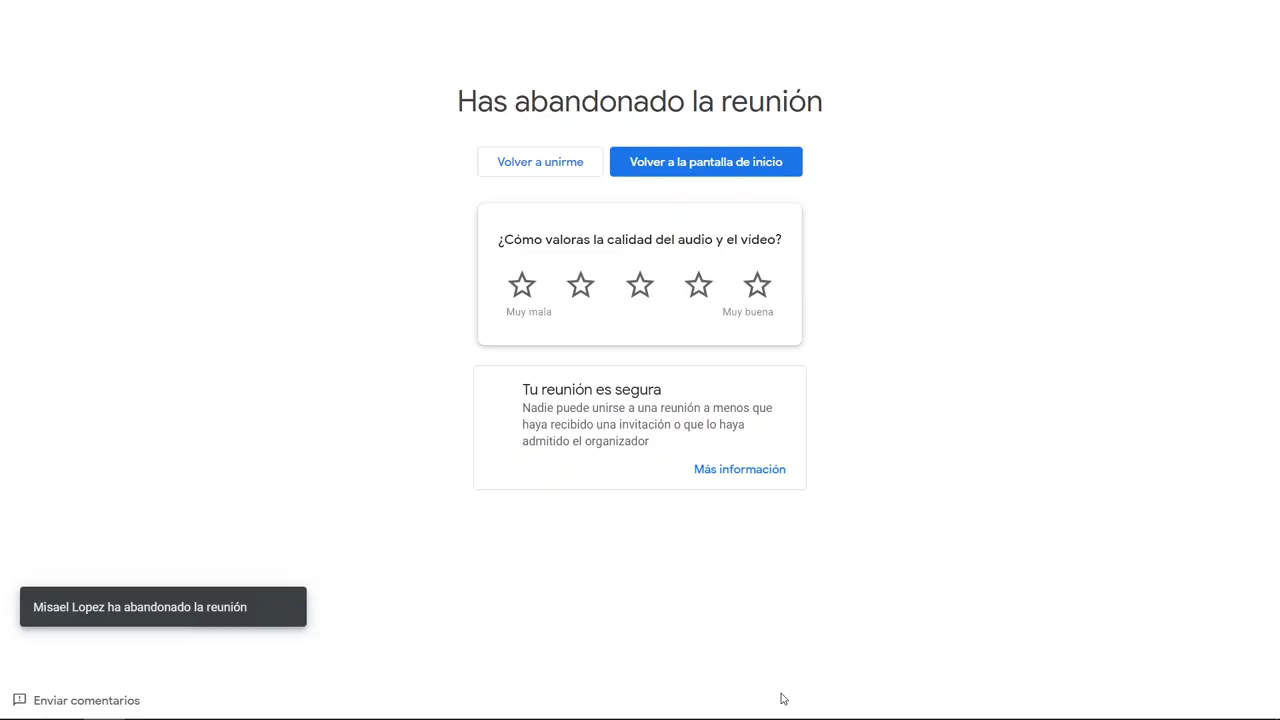 Has abandonado la reunión
Volver a unirme
Volver a la pantalla de inicio
¿Cómo valoras la calidad del audio y el vídeo?
Muy mala
Muy buena
Tu reunión es segura
Nadie puede unirse a una reunión a menos que
haya recibido una invitación o que lo haya
admitido el organizador
Más información
Misael Lopez ha abandonado la reunión
Enviar comentarios